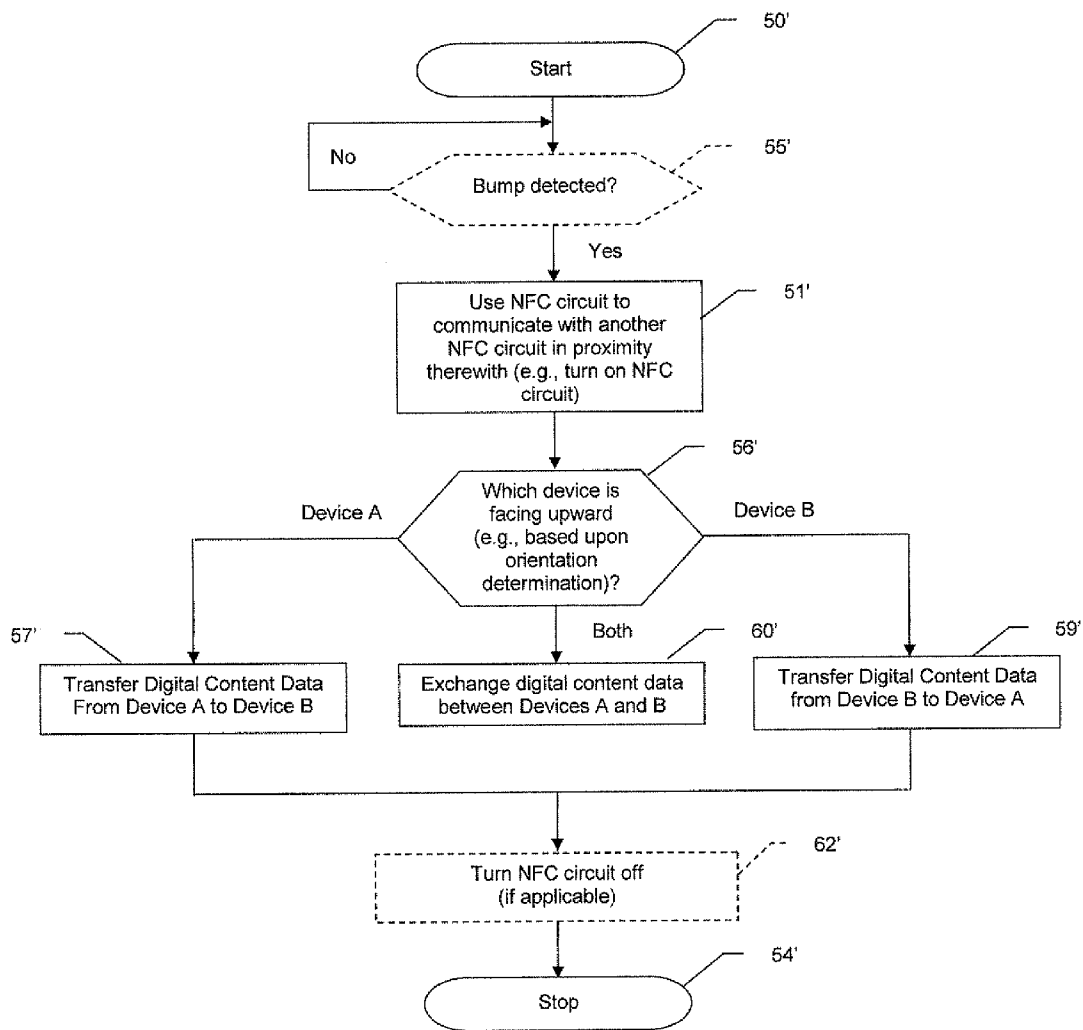 50'
Start
No
55'
Bump detected?
Yes
51'
Use NFC circuit to
communicate with another
NFC circuit in proximity
therewith (e.g., turn on NFC
circuit)
56'
Device A
Which device is
facing upward
(e.g., based upon
orientation
determination)?
Device B
57'
Both
60'
59'
Transfer Digital Content Data
From Device A to Device B
Exchange digital content data
between Devices A and B
Transfer Digital Content Data
from Device B to Device A
62'
Turn NFC circuit off
(if applicable)
54'
Stop